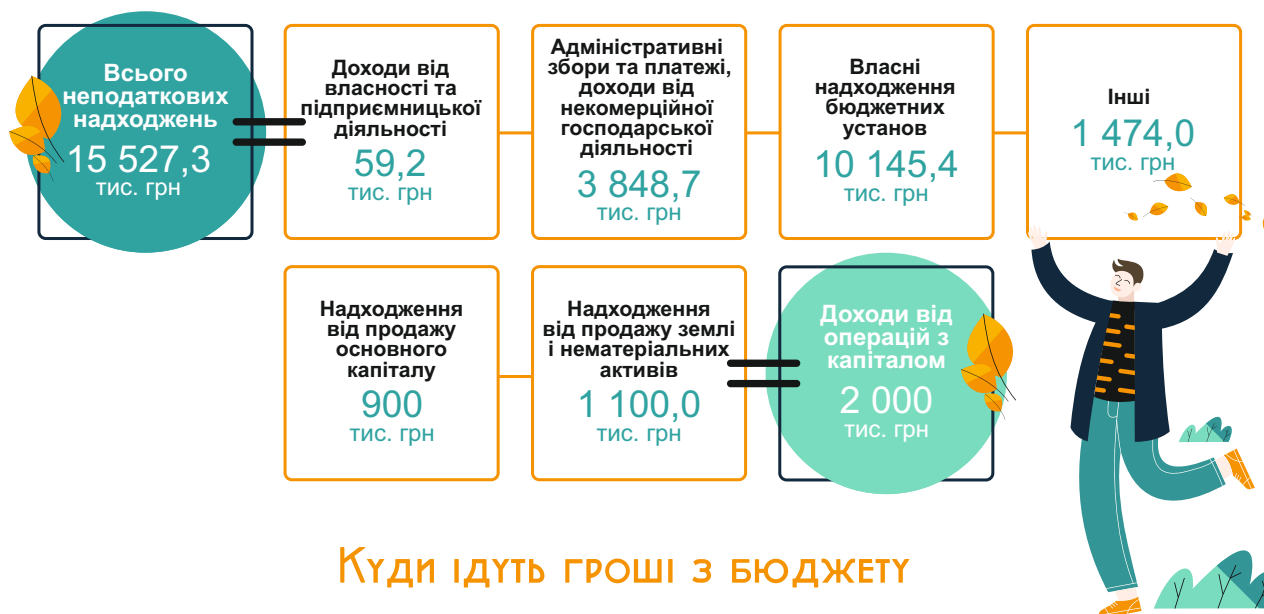 Всього
неподаткових
надходжень
15 527,3
тис. грн
Доходи від
власності та
підприємницької
діяльності
59,2
тис. грн
Адміністративні
збори та платежі,
доходи від
некомерційної
господарської
діяльності
3 848,7
тис. грн
Власні
надходження
бюджетних
установ
10 145,4
тис. грн
Інші
1 474,0
тис. грн
Надходження
від продажу
основного
капіталу
900
тис. грн
Надходження
від продажу землі
і нематеріальних
активів
1 100,0
тис. грн
Доходи від
операцій з
капіталом
2 000
тис. грн
Куди ідуть гроші з бюджету